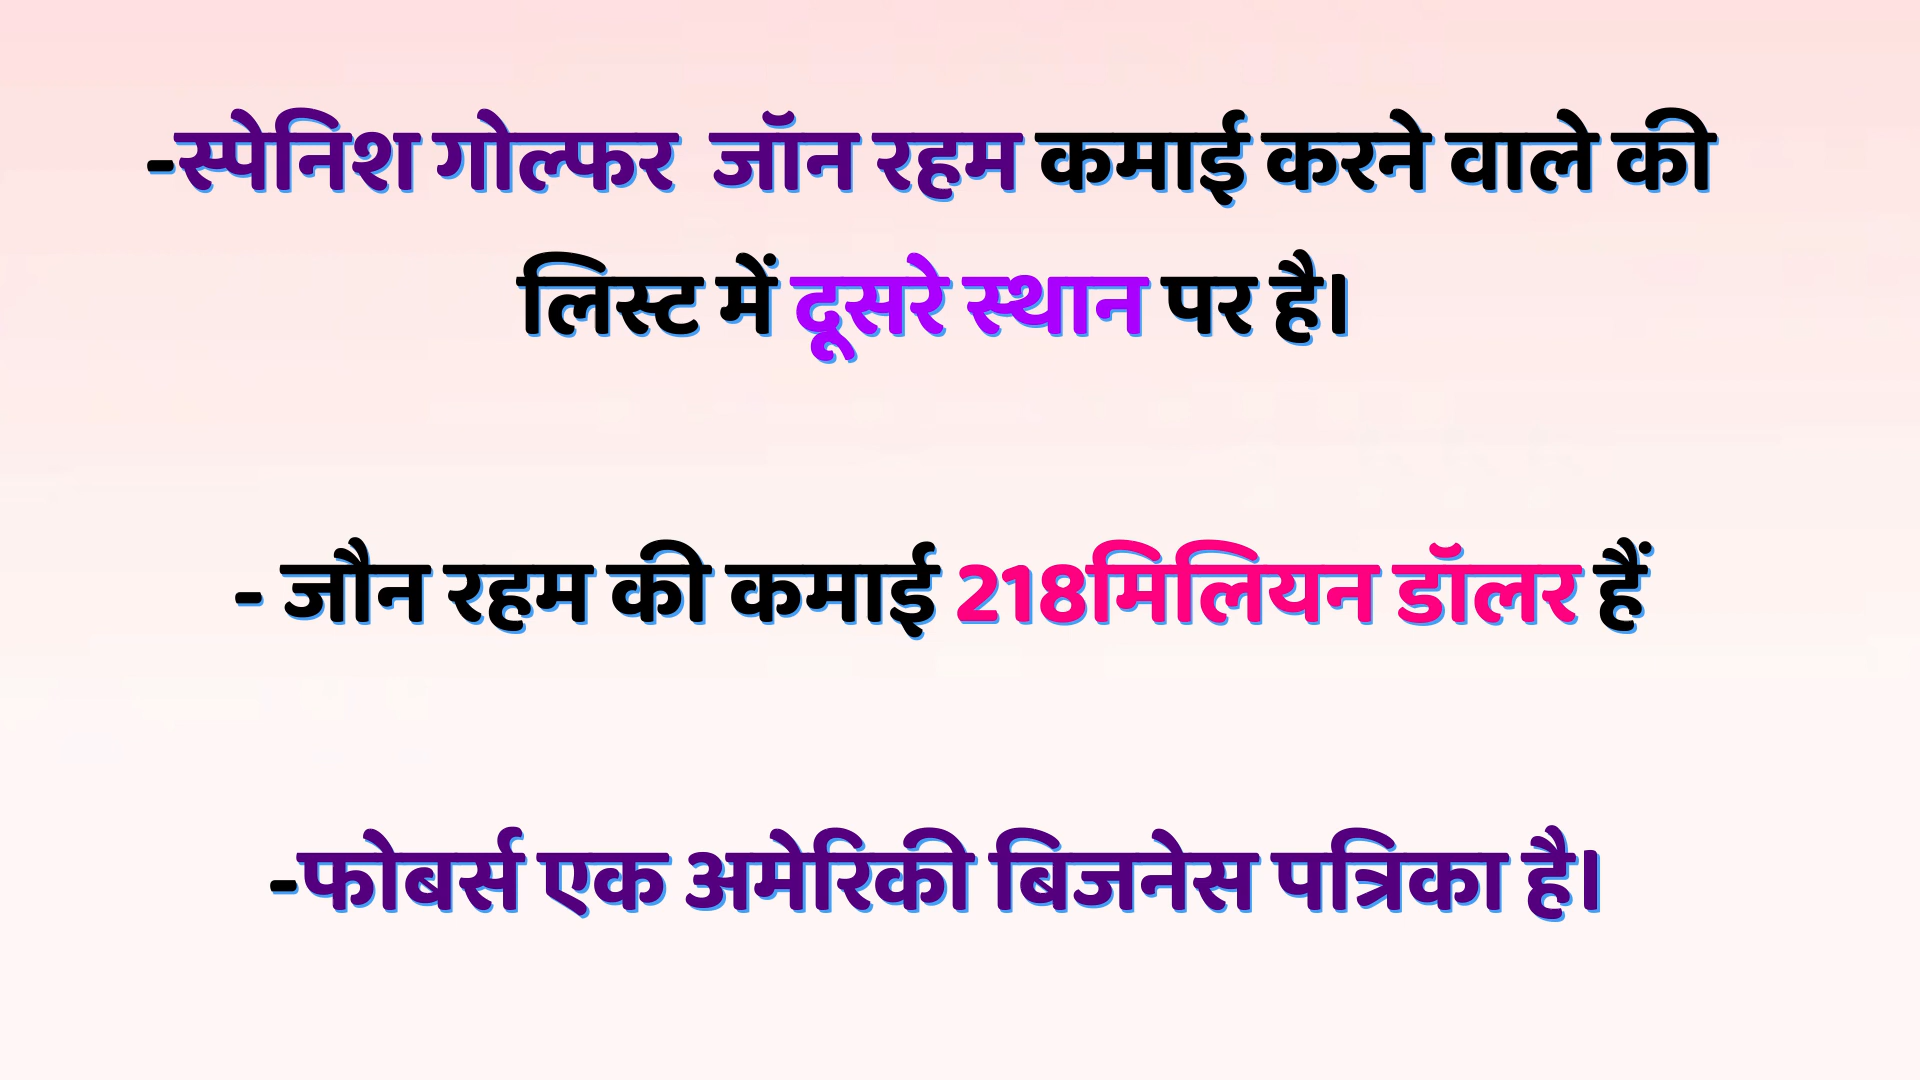 -स्पेनिश गोल्फर  जॉन रहम कमाई करने वाले की
लिस्ट में दूसरे स्थान पर है।
- जौन रहम की कमाई 218मिलियन डॉलर हैं
-फोबर्स एक अमेरिकी बिजनेस पत्रिका है।